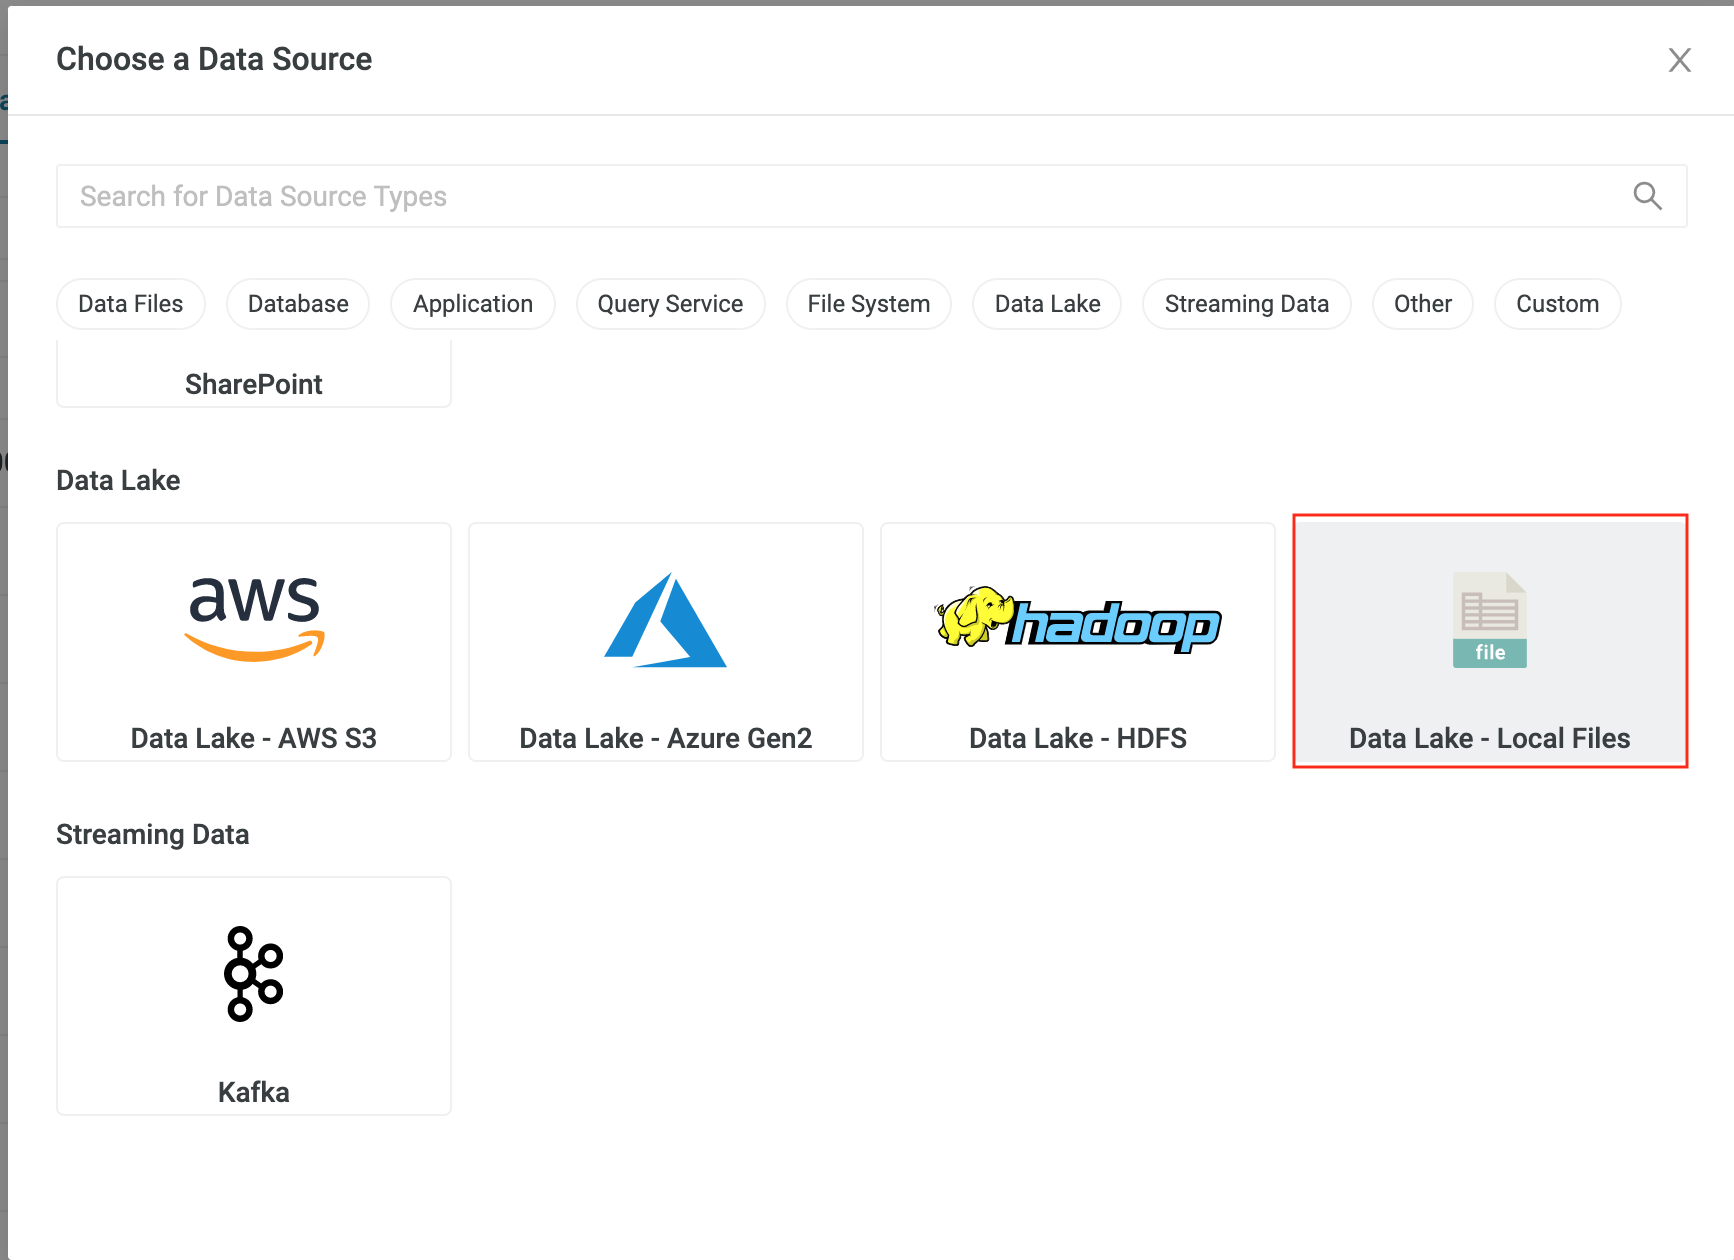 Choose a Data Source
Search for Data Source Types
Data Files Database Application Query Service File System Data Lake Streaming Data Other Custom
SharePoint
Data Lake
aws
hadoop
file
Data Lake - AWS S3
Data Lake - Azure Gen2
Data Lake - HDFS
Data Lake - Local Files
Streaming Data
Kafka